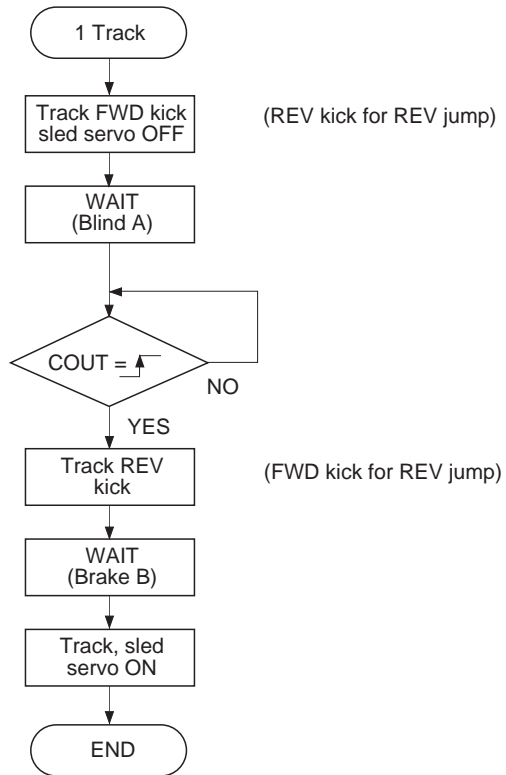 1 Track
Track FWD kick
sled servo OFF
(REV kick for REV jump)
WAIT
(Blind A)
COUT =
NO
YES
Track REV
kick
(FWD kick for REV jump)
WAIT
(Brake B)
Track, sled
servo ON
END